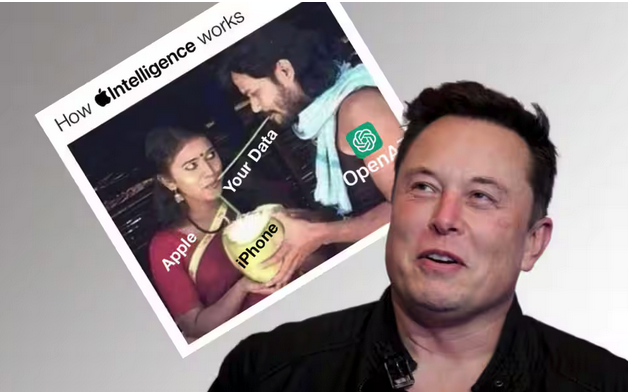 How Intelligence works
Your Data
OpenA
Apple
iPhone